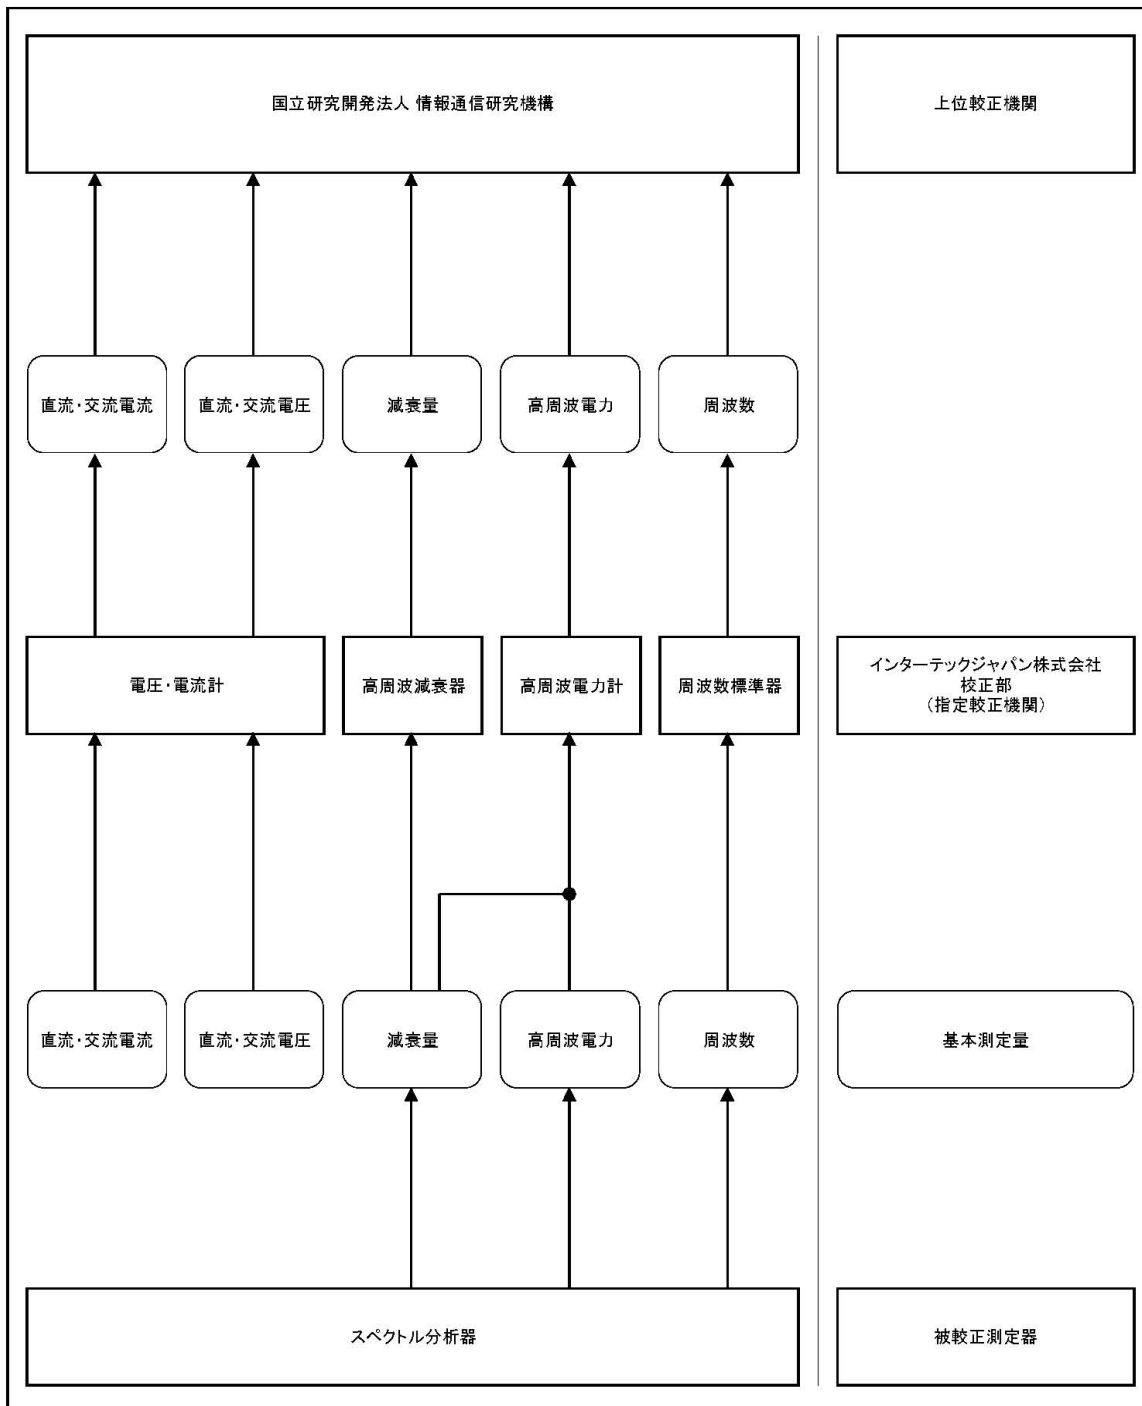 国立研究開発法人 情報通信研究機構
上位較正機関
直流・交流電流
直流・交流電圧
減衰量
高周波電力
周波数
電圧・電流計
高周波減衰器
高周波電力計
周波数標準器
インターテックジャパン株式会社
校正部
（指定較正機関）
直流・交流電流
直流・交流電圧
減衰量
高周波電力
周波数
基本測定量
スペクトル分析器
被較正測定器